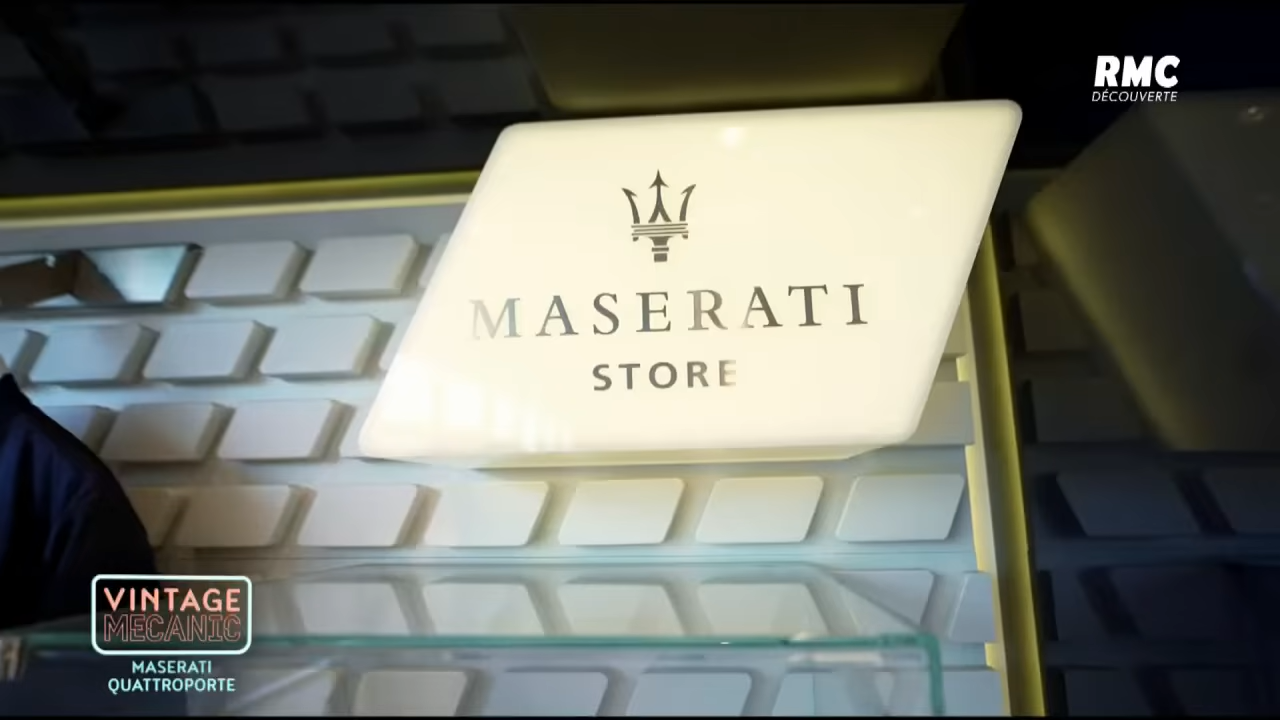 RMC
DÉCOUVERTE
MASERATI
STORE
VINTAGE
MECANIC
MASERATI
QUATTROPORTE